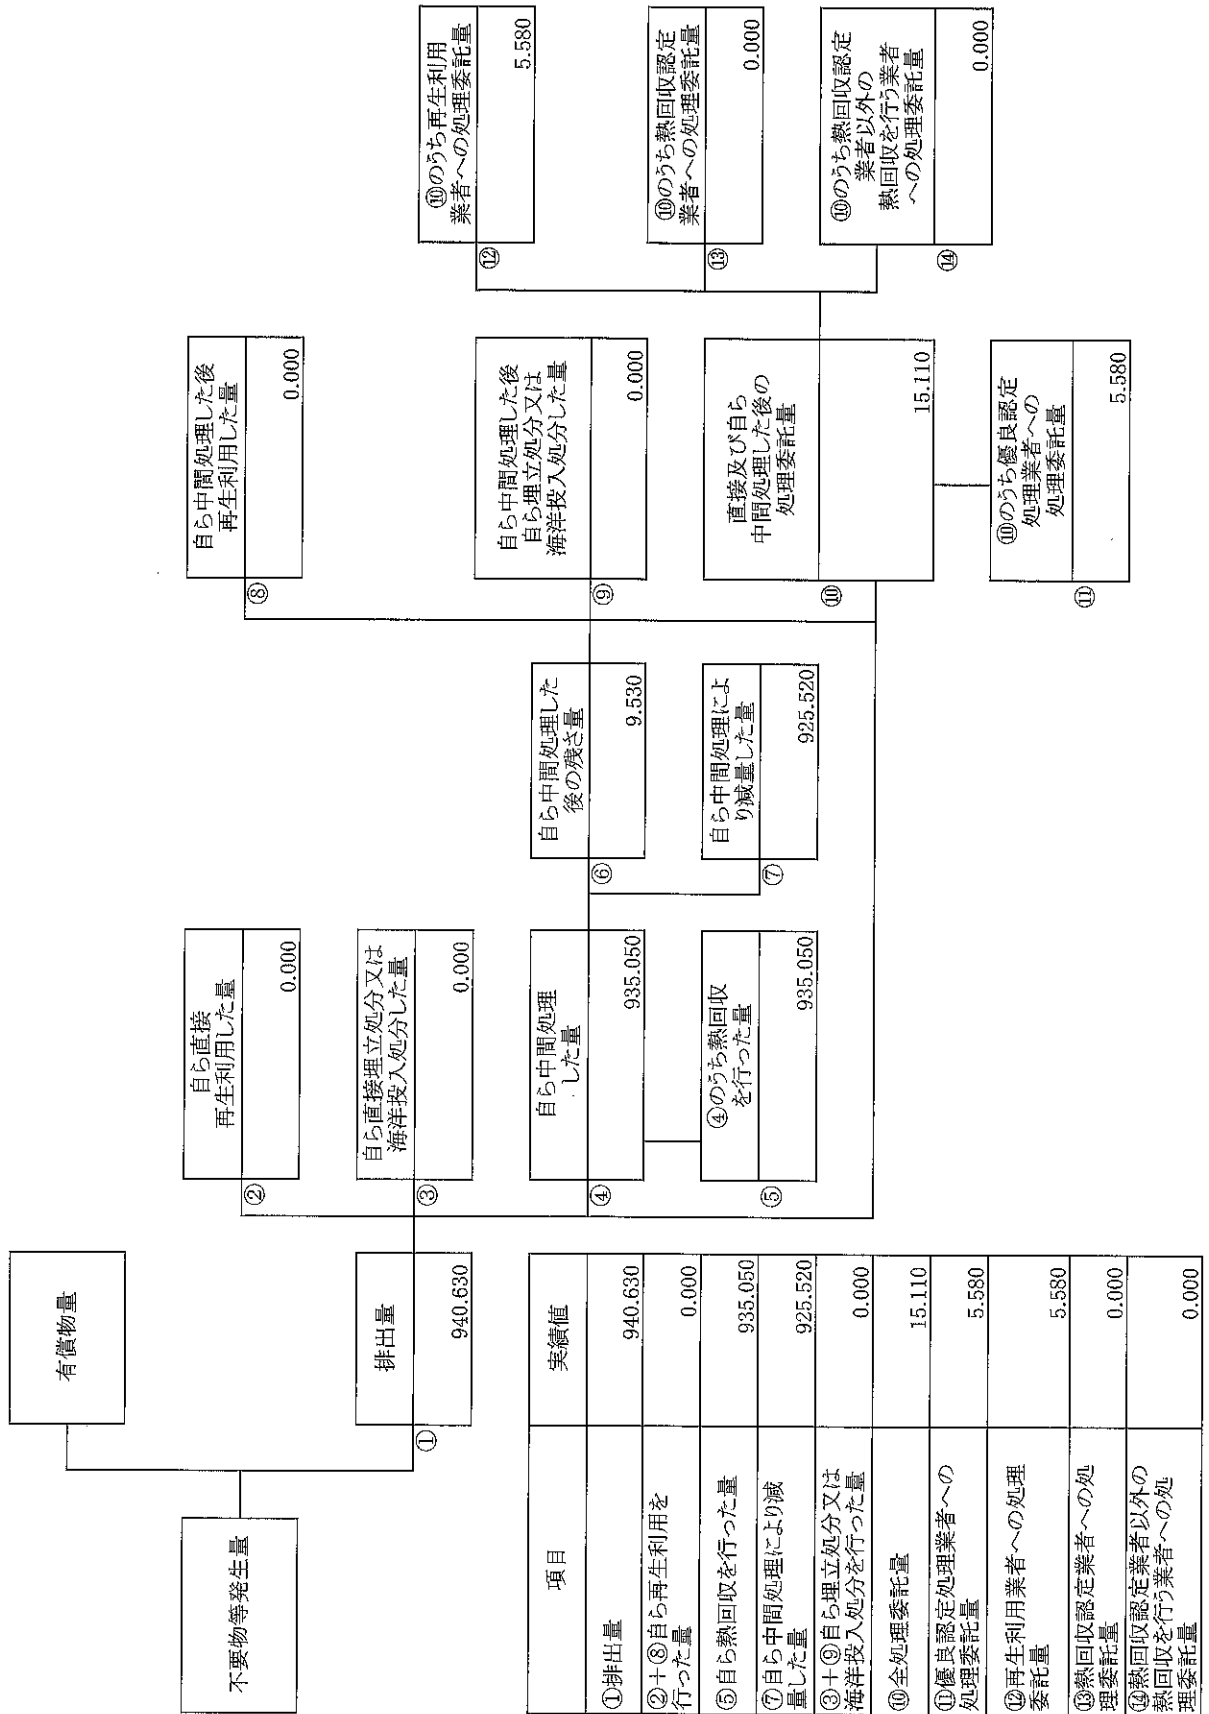 不要物等発生量
有償物量
①
排出量
940.630
②
自ら直接
再生利用した量
0.000
③
自ら直接埋立処分又は
海洋投入処分した量
0.000
④
自ら中間処理
した量
935.050
⑤
④のうち熱回収
を行った量
935.050
⑥
自ら中間処理した
後の残さ量
9.530
⑦
自ら中間処理によ
り減量した量
925.520
⑧
自ら中間処理した後
再生利用した量
0.000
⑨
自ら中間処理した後
自ら埋立処分又は
海洋投入処分した量
0.000
⑩
直接及び自ら
中間処理した後の
処理委託量
15.110
⑪
⑩のうち優良認定
処理業者への
処理委託量
5.580
⑫
⑩のうち再生利用
業者への処理委託量
5.580
⑬
⑩のうち熱回収認定
業者への処理委託量
0.000
⑭
⑩のうち熱回収認定
業者以外の
熱回収を行う業者
への処理委託量
0.000
項目
実績値
①排出量
940.630
②+⑧自ら再生利用を
行った量
0.000
⑤自ら熱回収を行った量
935.050
⑦自ら中間処理により減
量した量
925.520
③+⑨自ら埋立処分又は
海洋投入処分を行った量
0.000
⑩全処理委託量
15.110
⑪優良認定処理業者への
処理委託量
5.580
⑫再生利用業者への処理
委託量
5.580
⑬熱回収認定業者への処
理委託量
0.000
⑭熱回収認定業者以外の
熱回収を行う業者への処
理委託量
0.000